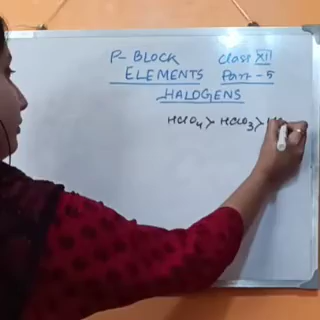 P-BLOCK Class XII
ELEMENTS Part-5
HALOGENS
HClO4 > HClO3 > H